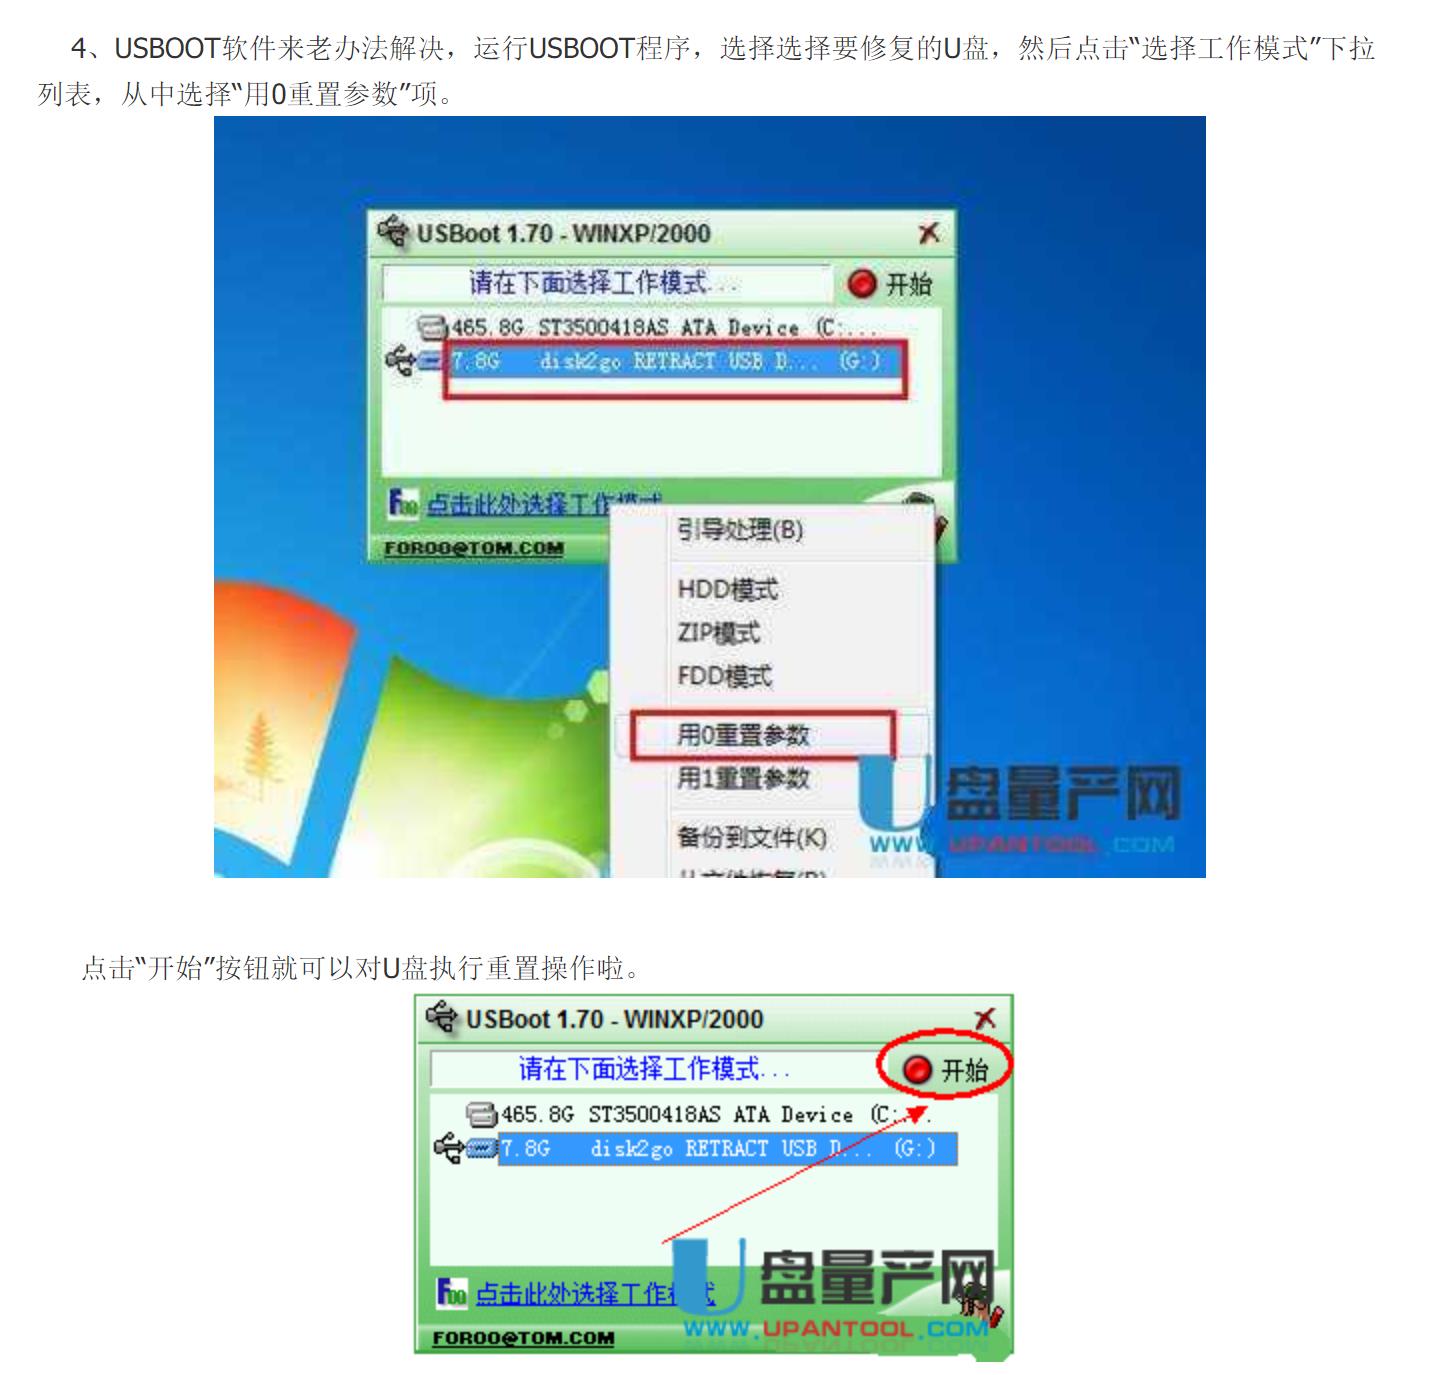 4、USBOOT软件来老办法解决，运行USBOOT程序，选择选择要修复的U盘，然后点击“选择工作模式”下拉
列表，从中选择“用0重置参数”项。
USBoot 1.70 - WINXP/2000
请在下面选择工作模式...
开始
465.8G ST3500418AS ATA Device (C:...
7.8G disk2go RETRACT USB D... (G:)
点击此处选择工作模式
FOROO@TOM.COM
引导处理(B)
HDD模式
ZIP模式
FDD模式
用0重置参数
用1重置参数
备份到文件(K)
U盘量产网
WWW.UPANTOOL.COM
点击“开始”按钮就可以对U盘执行重置操作啦。
USBoot 1.70 - WINXP/2000
请在下面选择工作模式...
开始
465.8G ST3500418AS ATA Device (C:...
7.8G disk2go RETRACT USB D... (G:)
点击此处选择工作模式
FOROO@TOM.COM
U盘量产网
WWW.UPANTOOL.COM